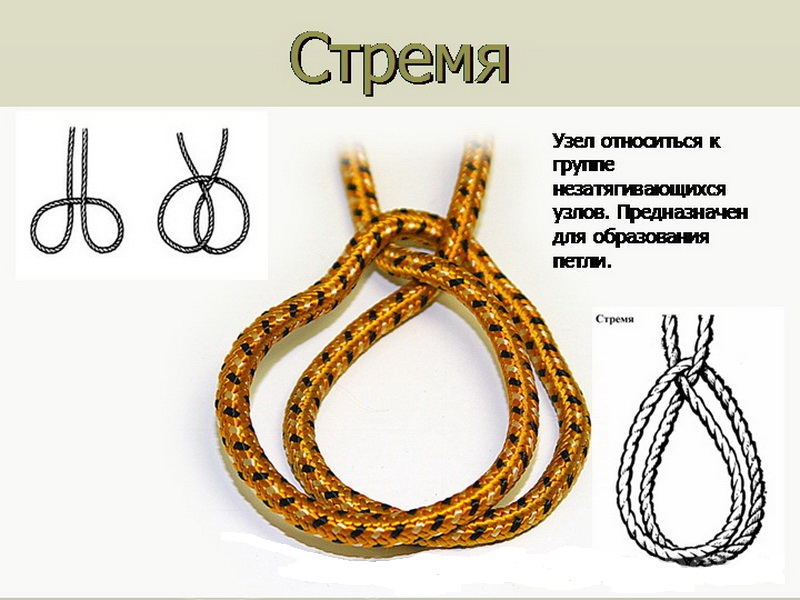 Стремя
Узел относиться к
группе
незатягивающихся
узлов. Предназначен
для образования
петли.
Стремя